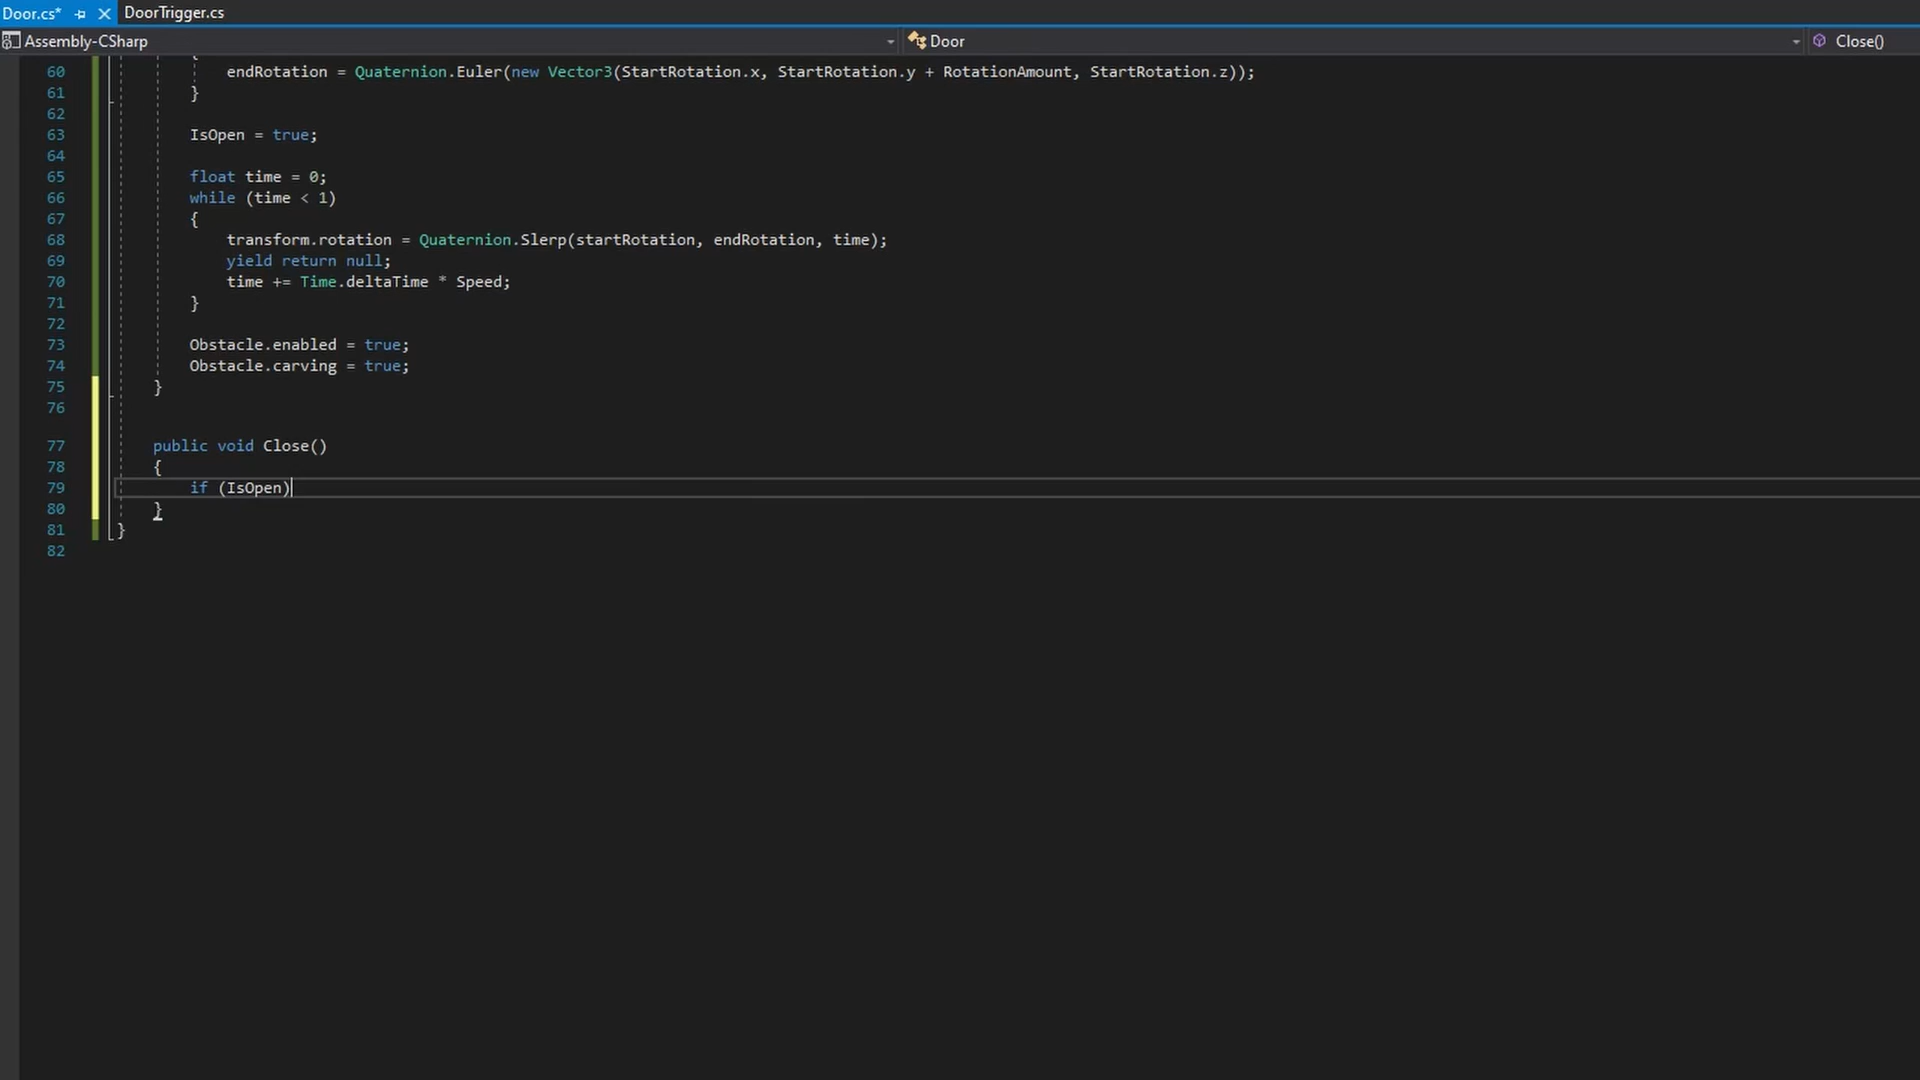 Door.cs* DoorTrigger.cs
Assembly-CSharp Door Close()
60 endRotation = Quaternion.Euler(new Vector3(StartRotation.x, StartRotation.y + RotationAmount, StartRotation.z));
61 }
62
63 IsOpen = true;
64
65 float time = 0;
66 while (time < 1)
67 {
68 transform.rotation = Quaternion.Slerp(startRotation, endRotation, time);
69 yield return null;
70 time += Time.deltaTime * Speed;
71 }
72
73 Obstacle.enabled = true;
74 Obstacle.carving = true;
75 }
76
77 public void Close()
78 {
79 if (IsOpen)
80 }
81 }
82